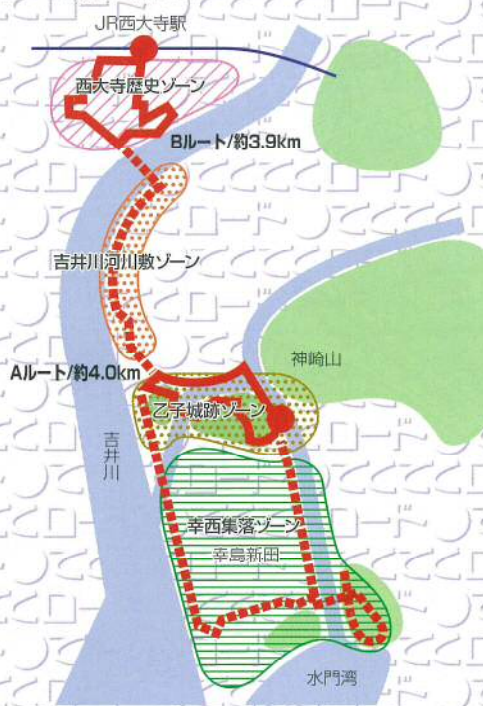 JR西大寺駅
西大寺歴史ゾーン
Bルート/約3.9km
吉井川河川敷ゾーン
神崎山
Aルート/約4.0km
乙子城跡ゾーン
吉井川
幸西集落ゾーン
幸島新田
水門湾